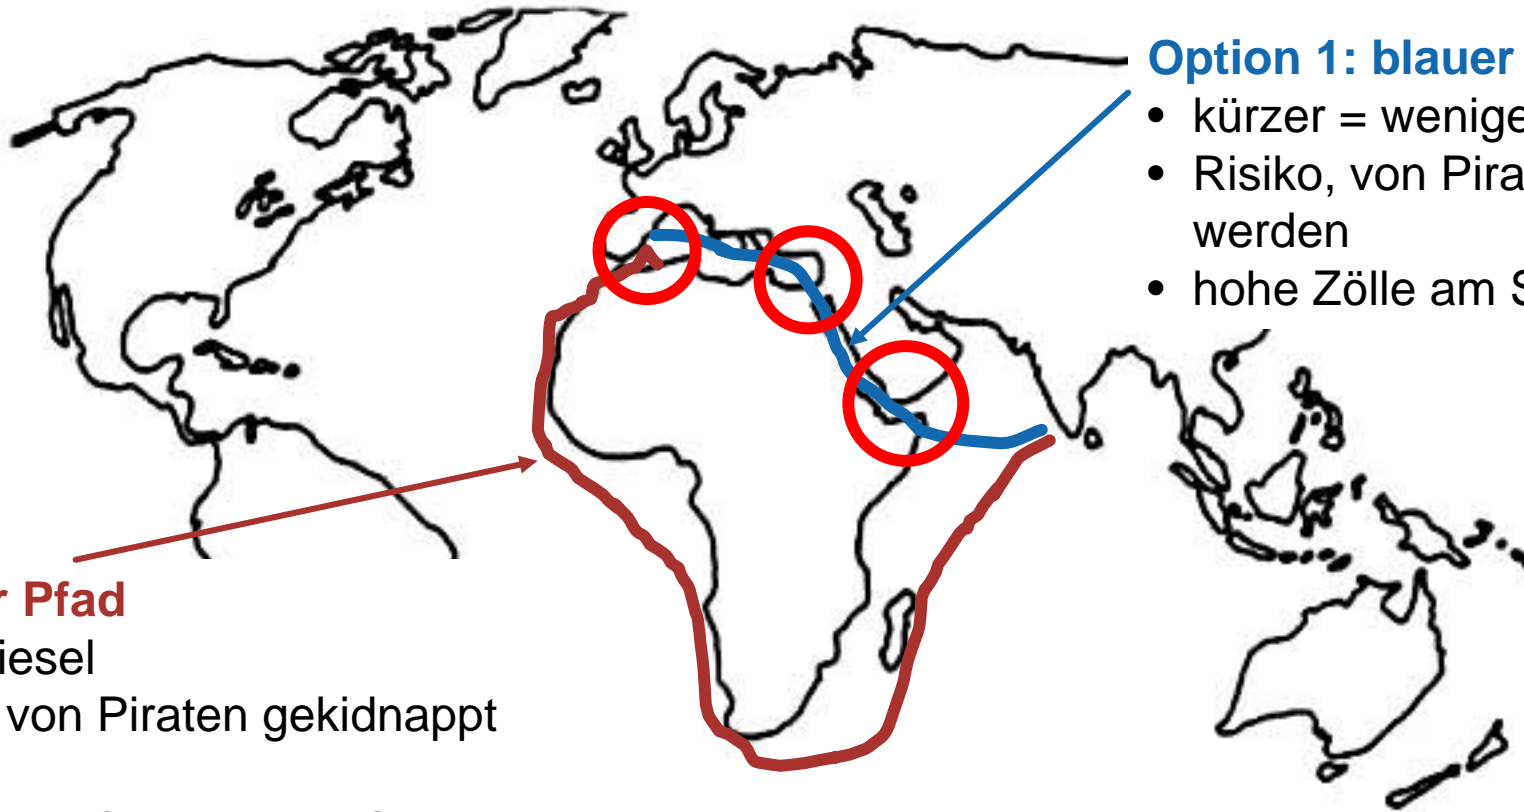 Option 1: blauer
• kürzer = wenige
• Risiko, von Pira
werden
• hohe Zölle am S
r Pfad
iesel
von Piraten gekidnappt